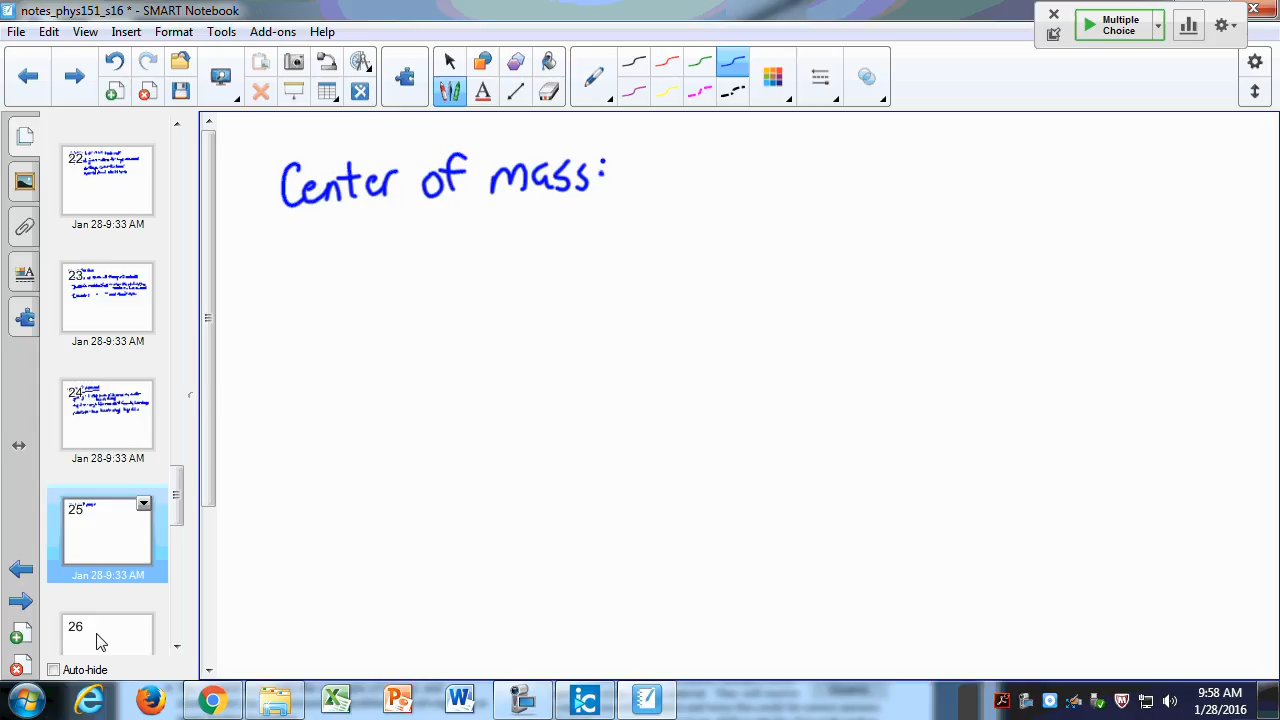 notes_phys151_s16 * - SMART Notebook
Multiple Choice
File Edit View Insert Format Tools Add-ons Help
Center of mass:
22
Jan 28-9:33 AM
23
Jan 28-9:33 AM
24
Jan 28-9:33 AM
25
Jan 28-9:33 AM
26
Auto-hide
9:58 AM
1/28/2016